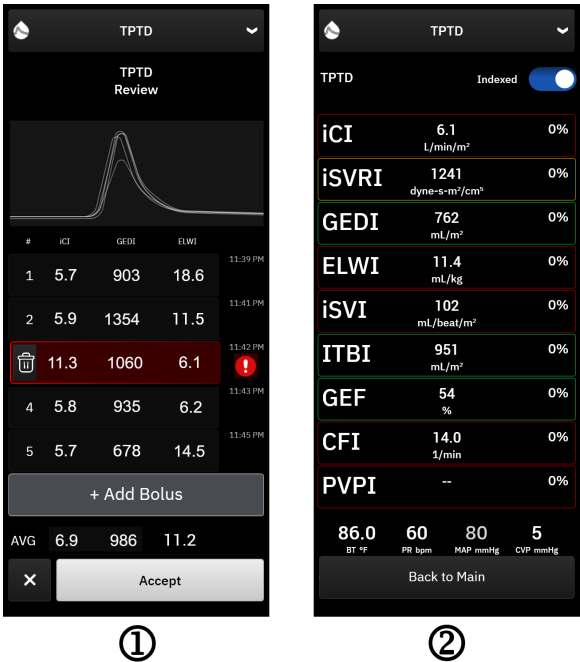 TPTD
TPTD
Review
# iCI GEDI ELWI
11:39 PM
1 5.7 903 18.6
11:41 PM
2 5.9 1354 11.5
11:42 PM
11.3 1060 6.1
11:43 PM
4 5.8 935 6.2
11:45 PM
5 5.7 678 14.5
+ Add Bolus
AVG 6.9 986 11.2
× Accept
①
TPTD
TPTD Indexed
iCI 6.1 0%
L/min/m²
iSVRI 1241 0%
dyne-s-m²/cm⁵
GEDI 762 0%
mL/m²
ELWI 11.4 0%
mL/kg
iSVI 102 0%
mL/beat/m²
ITBI 951 0%
mL/m²
GEF 54 0%
%
CFI 14.0 0%
1/min
PVPI -- 0%
86.0 60 80 5
BT °F PR bpm MAP mmHg CVP mmHg
Back to Main
②